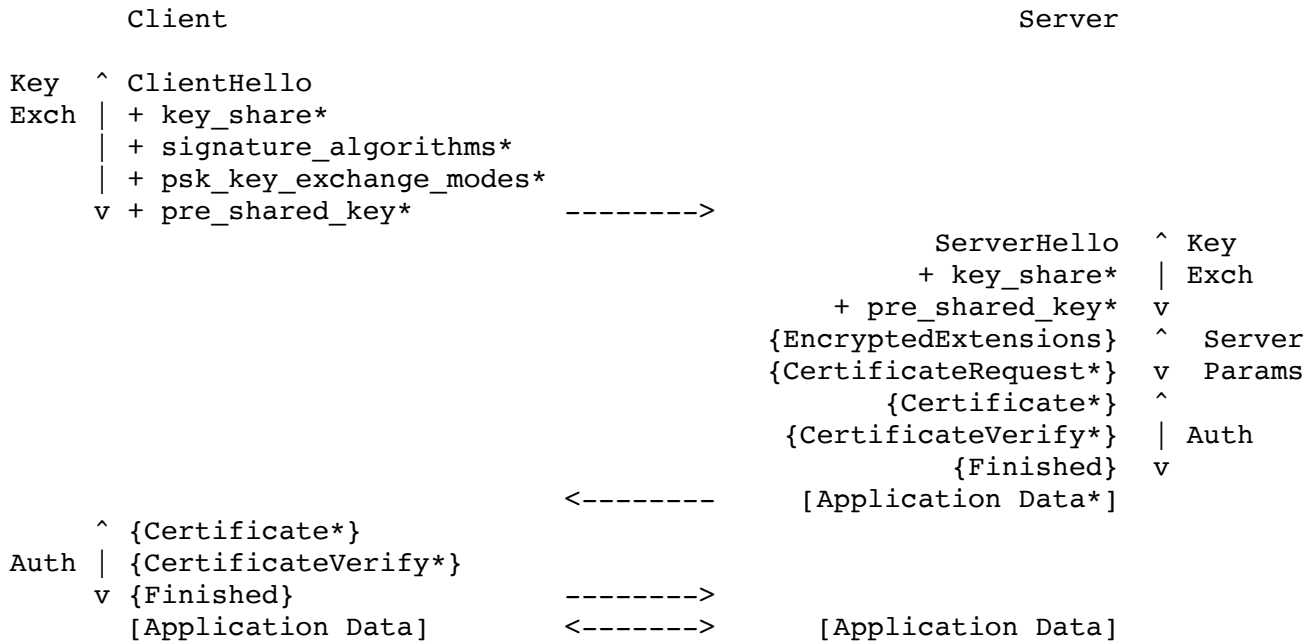 Client                                           Server

Key  ^ ClientHello
Exch | + key_share*
     | + signature_algorithms*
     | + psk_key_exchange_modes*
     v + pre_shared_key*       -------->
                                                  ServerHello  ^ Key
                                                 + key_share*  | Exch
                                            + pre_shared_key*  v
                                        {EncryptedExtensions}  ^  Server
                                        {CertificateRequest*}  v  Params
                                               {Certificate*}  ^
                                         {CertificateVerify*}  | Auth
                                                   {Finished}  v
                               <--------  [Application Data*]
     ^ {Certificate*}
Auth | {CertificateVerify*}
     v {Finished}              -------->
       [Application Data]      <------->  [Application Data]